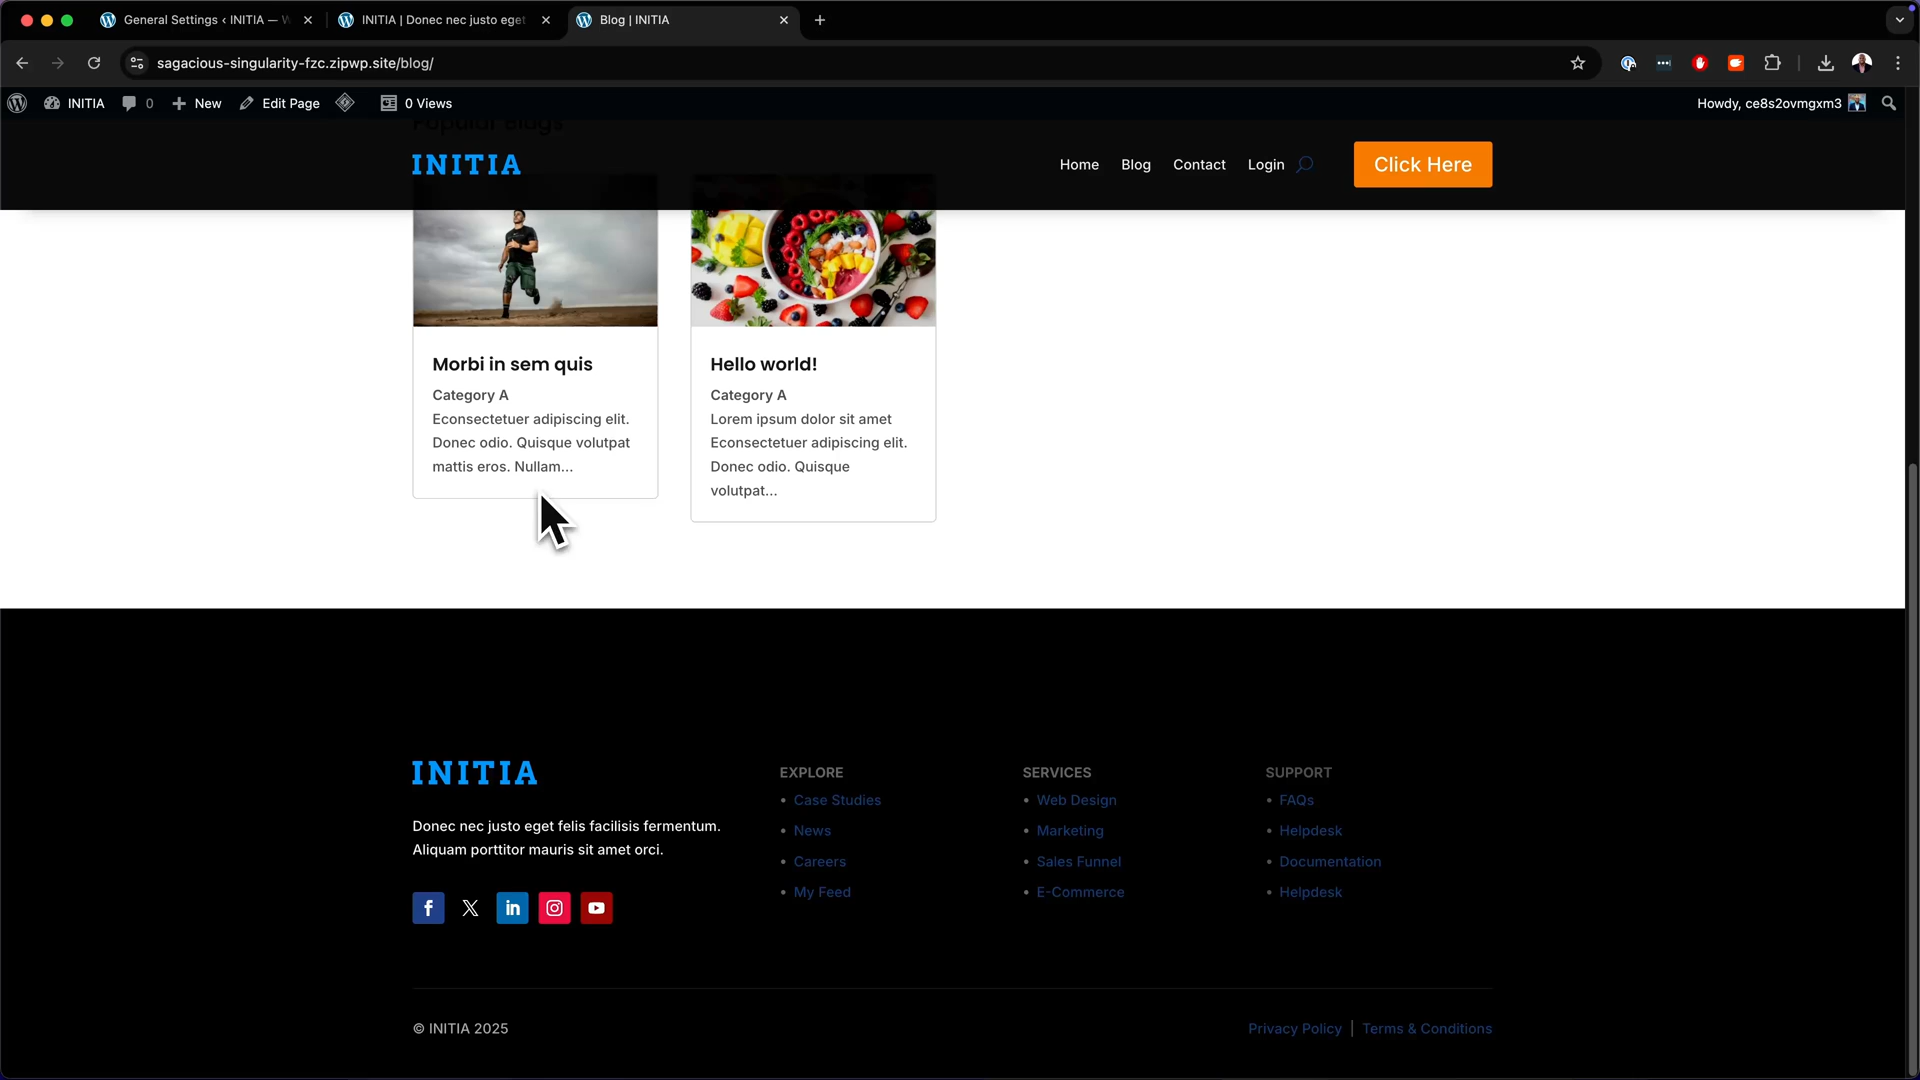 General Settings ‹ INITIA —
INITIA | Donec nec justo eget
Blog | INITIA
sagacious-singularity-fzc.zipwp.site/blog/
INITIA
0
New
Edit Page
0 Views
Howdy, ce8s2ovmgxm3
Popular Blogs
INITIA
Home
Blog
Contact
Login
Click Here
Morbi in sem quis
Category A
Econsectetuer adipiscing elit.
Donec odio. Quisque volutpat
mattis eros. Nullam...
Hello world!
Category A
Lorem ipsum dolor sit amet
Econsectetuer adipiscing elit.
Donec odio. Quisque
volutpat...
INITIA
Donec nec justo eget felis facilisis fermentum.
Aliquam porttitor mauris sit amet orci.
EXPLORE
• Case Studies
• News
• Careers
• My Feed
SERVICES
• Web Design
• Marketing
• Sales Funnel
• E-Commerce
SUPPORT
• FAQs
• Helpdesk
• Documentation
• Helpdesk
© INITIA 2025
Privacy Policy | Terms & Conditions